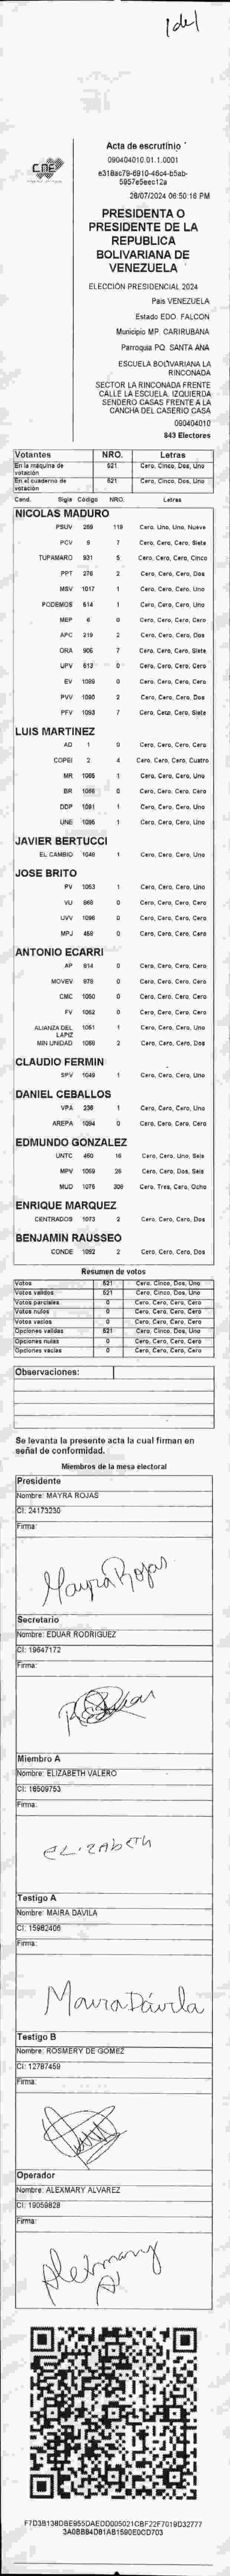 1 de 1
Acta de escrutinio
090404010.01.1.0001
28/07/2024 06:50:16 PM
CNE
PRESIDENTA O
PRESIDENTE DE LA
REPUBLICA
BOLIVARIANA DE
VENEZUELA
ELECCIÓN PRESIDENCIAL 2024
País VENEZUELA
Estado EDO. FALCON
Municipio MP. CARIRUBANA
Parroquia PQ. SANTA ANA
ESCUELA BOLIVARIANA LA
RINCONADA
SECTOR LA RINCONADA FRENTE
CALLE LA ESCUELA. IZQUIERDA
SENDERO CASAS FRENTE A LA
CANCHA DEL CASERIO CASA
090404010
843 Electores
Votantes NRO. Letras
En la máquina de votación 521 Cero, Cinco, Dos, Uno
En el cuaderno de votación 521 Cero, Cinco, Dos, Uno
Cand. Sigla Código NRO. Letras
NICOLAS MADURO
PSUV 269 119 Cero, Uno, Uno, Nueve
PCV 9 7 Cero, Cero, Cero, Siete
TUPAMARO 931 5 Cero, Cero, Cero, Cinco
PPT 276 2 Cero, Cero, Cero, Dos
MSV 1017 1 Cero, Cero, Cero, Uno
PODEMOS 514 1 Cero, Cero, Cero, Uno
MEP 6 0 Cero, Cero, Cero, Cero
APC 219 2 Cero, Cero, Cero, Dos
ORA 906 7 Cero, Cero, Cero, Siete
UPV 613 0 Cero, Cero, Cero, Cero
EV 1089 0 Cero, Cero, Cero, Cero
PVV 1090 2 Cero, Cero, Cero, Dos
PFV 1093 7 Cero, Cero, Cero, Siete
LUIS MARTINEZ
AD 1 0 Cero, Cero, Cero, Cero
COPEI 2 4 Cero, Cero, Cero, Cuatro
MR 1065 1 Cero, Cero, Cero, Uno
BR 1066 0 Cero, Cero, Cero, Cero
DDP 1091 1 Cero, Cero, Cero, Uno
UNE 1095 1 Cero, Cero, Cero, Uno
JAVIER BERTUCCI
EL CAMBIO 1046 1 Cero, Cero, Cero, Uno
JOSE BRITO
PV 1053 1 Cero, Cero, Cero, Uno
VU 868 0 Cero, Cero, Cero, Cero
UVV 1096 0 Cero, Cero, Cero, Cero
MPJ 458 0 Cero, Cero, Cero, Cero
ANTONIO ECARRI
AP 814 0 Cero, Cero, Cero, Cero
MOVEV 978 0 Cero, Cero, Cero, Cero
CMC 1050 0 Cero, Cero, Cero, Cero
FV 1052 0 Cero, Cero, Cero, Cero
ALIANZA DEL LAPIZ 1051 1 Cero, Cero, Cero, Uno
MIN UNIDAD 1059 2 Cero, Cero, Cero, Dos
CLAUDIO FERMIN
SPV 1049 1 Cero, Cero, Cero, Uno
DANIEL CEBALLOS
VPA 236 1 Cero, Cero, Cero, Uno
AREPA 1094 0 Cero, Cero, Cero, Cero
EDMUNDO GONZALEZ
UNTC 460 16 Cero, Cero, Uno, Seis
MPV 1069 26 Cero, Cero, Dos, Seis
MUD 1075 308 Cero, Tres, Cero, Ocho
ENRIQUE MARQUEZ
CENTRADOS 1073 2 Cero, Cero, Cero, Dos
BENJAMIN RAUSSEO
CONDE 1092 2 Cero, Cero, Cero, Dos
Resumen de votos
Votos 521 Cero, Cinco, Dos, Uno
Votos validos 521 Cero, Cinco, Dos, Uno
Votos parciales 0 Cero, Cero, Cero, Cero
Votos nulos 0 Cero, Cero, Cero, Cero
Votos vacios 0 Cero, Cero, Cero, Cero
Opciones validas 521 Cero, Cinco, Dos, Uno
Opciones nulas 0 Cero, Cero, Cero, Cero
Opciones vacias 0 Cero, Cero, Cero, Cero
Observaciones:
Se levanta la presente acta la cual firman en
señal de conformidad.
Miembros de la mesa electoral
Presidente
Nombre: MAYRA ROJAS
CI: 24173230
Firma:
Mayra Rojas
Secretario
Nombre: EDUAR RODRIGUEZ
CI: 19647172
Firma:
Miembro A
Nombre: ELIZABETH VALERO
CI: 16509753
Firma:
ELIZABETH
Testigo A
Nombre: MAIRA DAVILA
CI: 15982406
Firma:
Maira Dávila
Testigo B
Nombre: ROSMERY DE GOMEZ
CI: 12787459
Firma:
Operador
Nombre: ALEXMARY ALVAREZ
CI: 19059828
Firma:
Alexmary